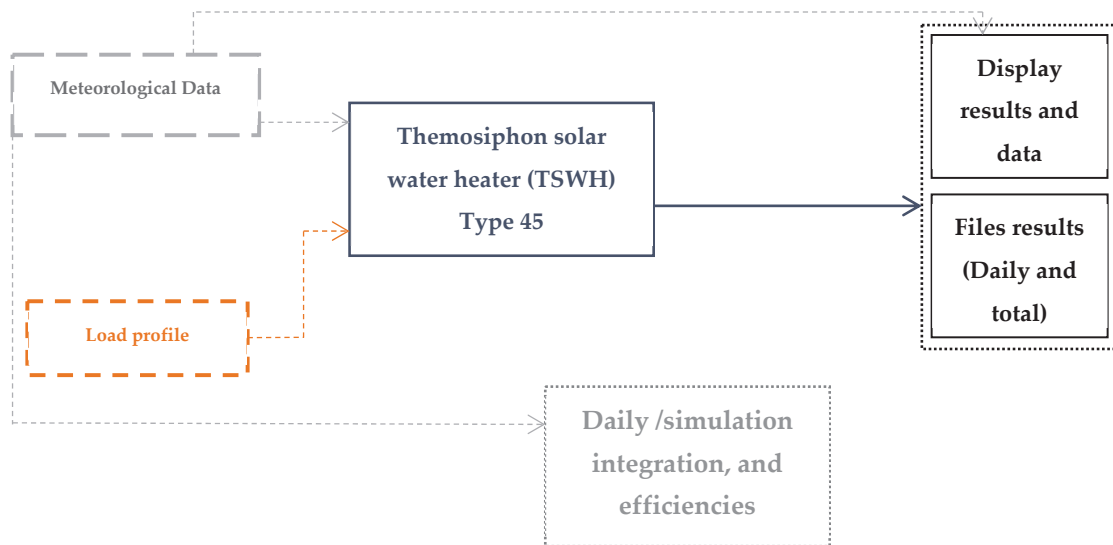 Meteorological Data
Themosiphon solar
water heater (TSWH)
Type 45
Load profile
Display
results and
data
Files results
(Daily and
total)
Daily /simulation
integration, and
efficiencies